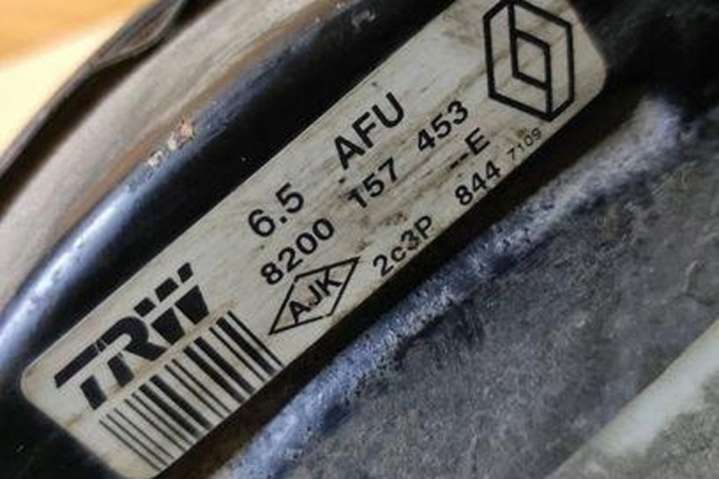 6.5 AFU
8200 157 453
--E
AJK 2c3P 844 7109
TRW